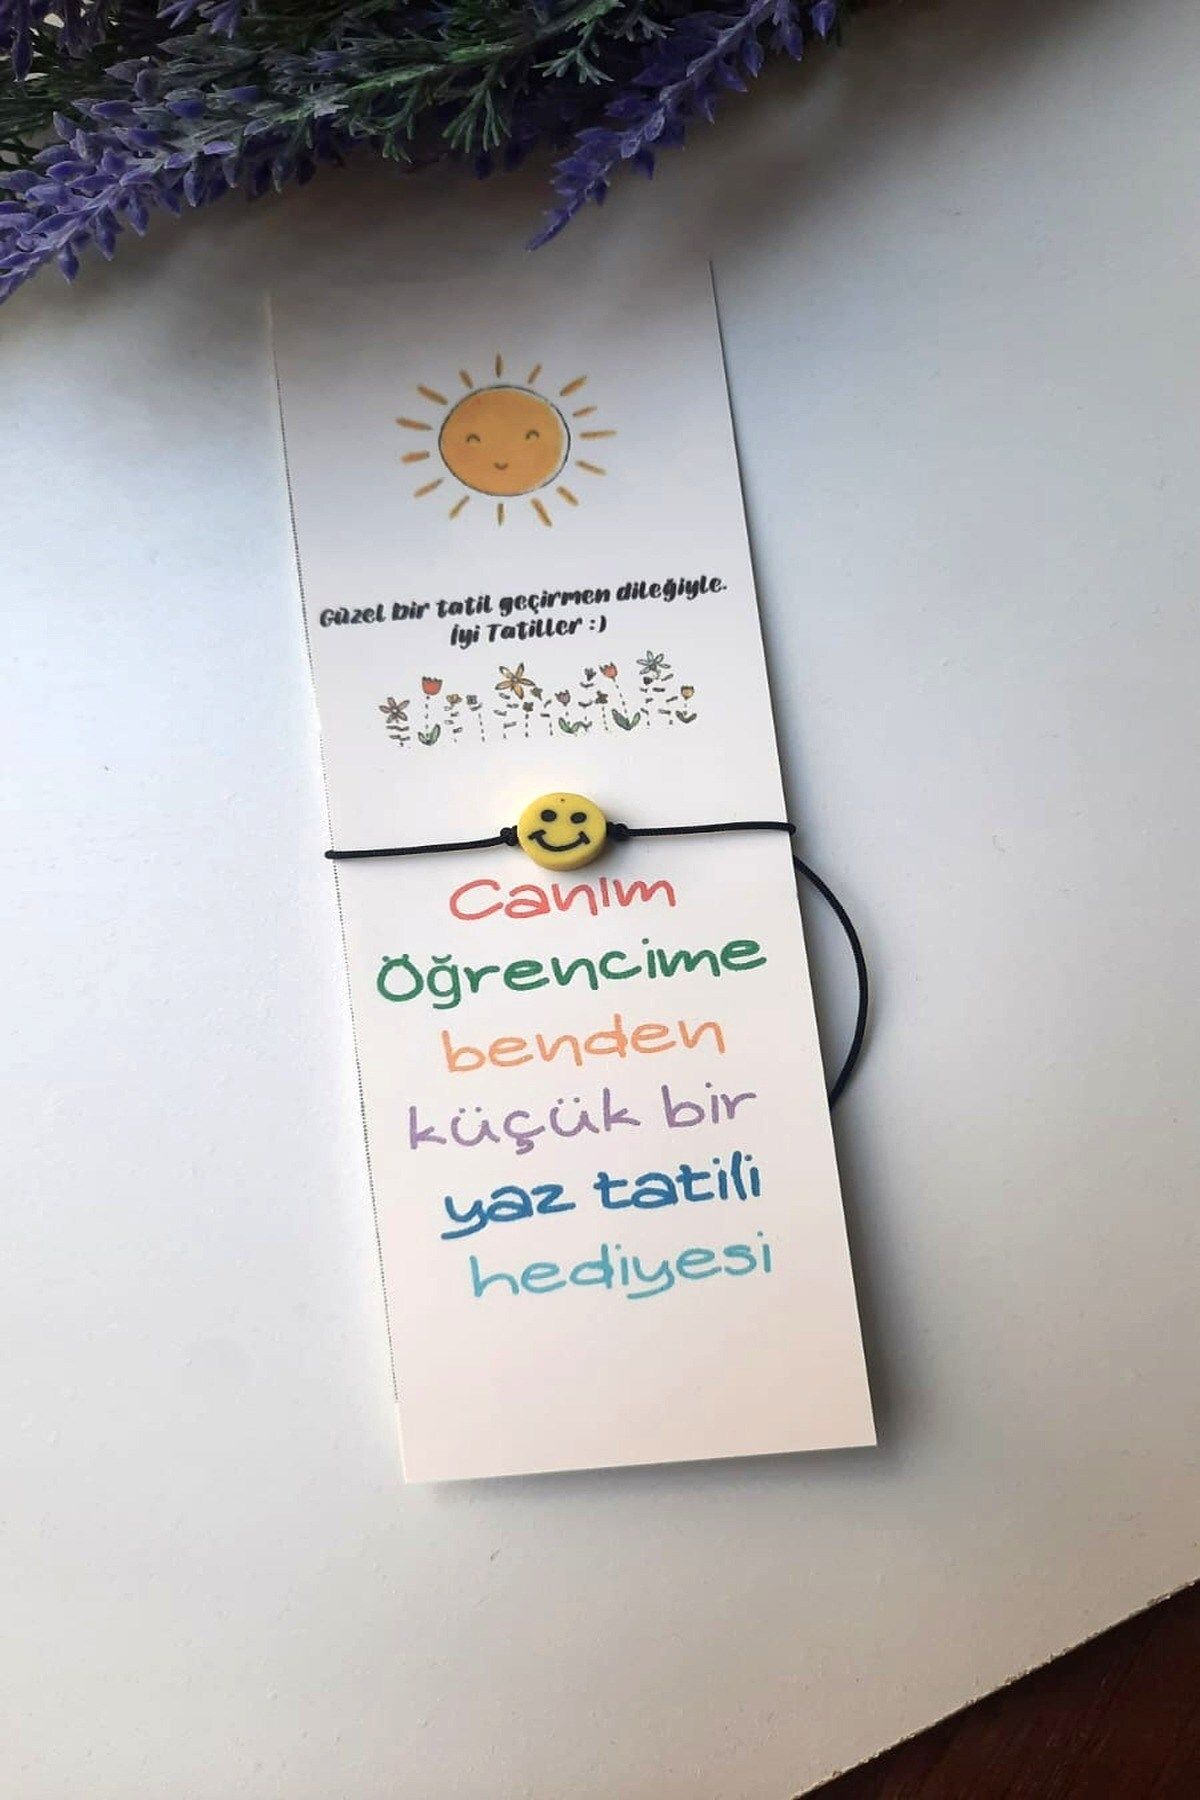 Güzel bir tatil geçirmen dileğiyle.
İyi Tatiller :)
Canım
Öğrencime
benden
küçük bir
yaz tatili
hediyesi